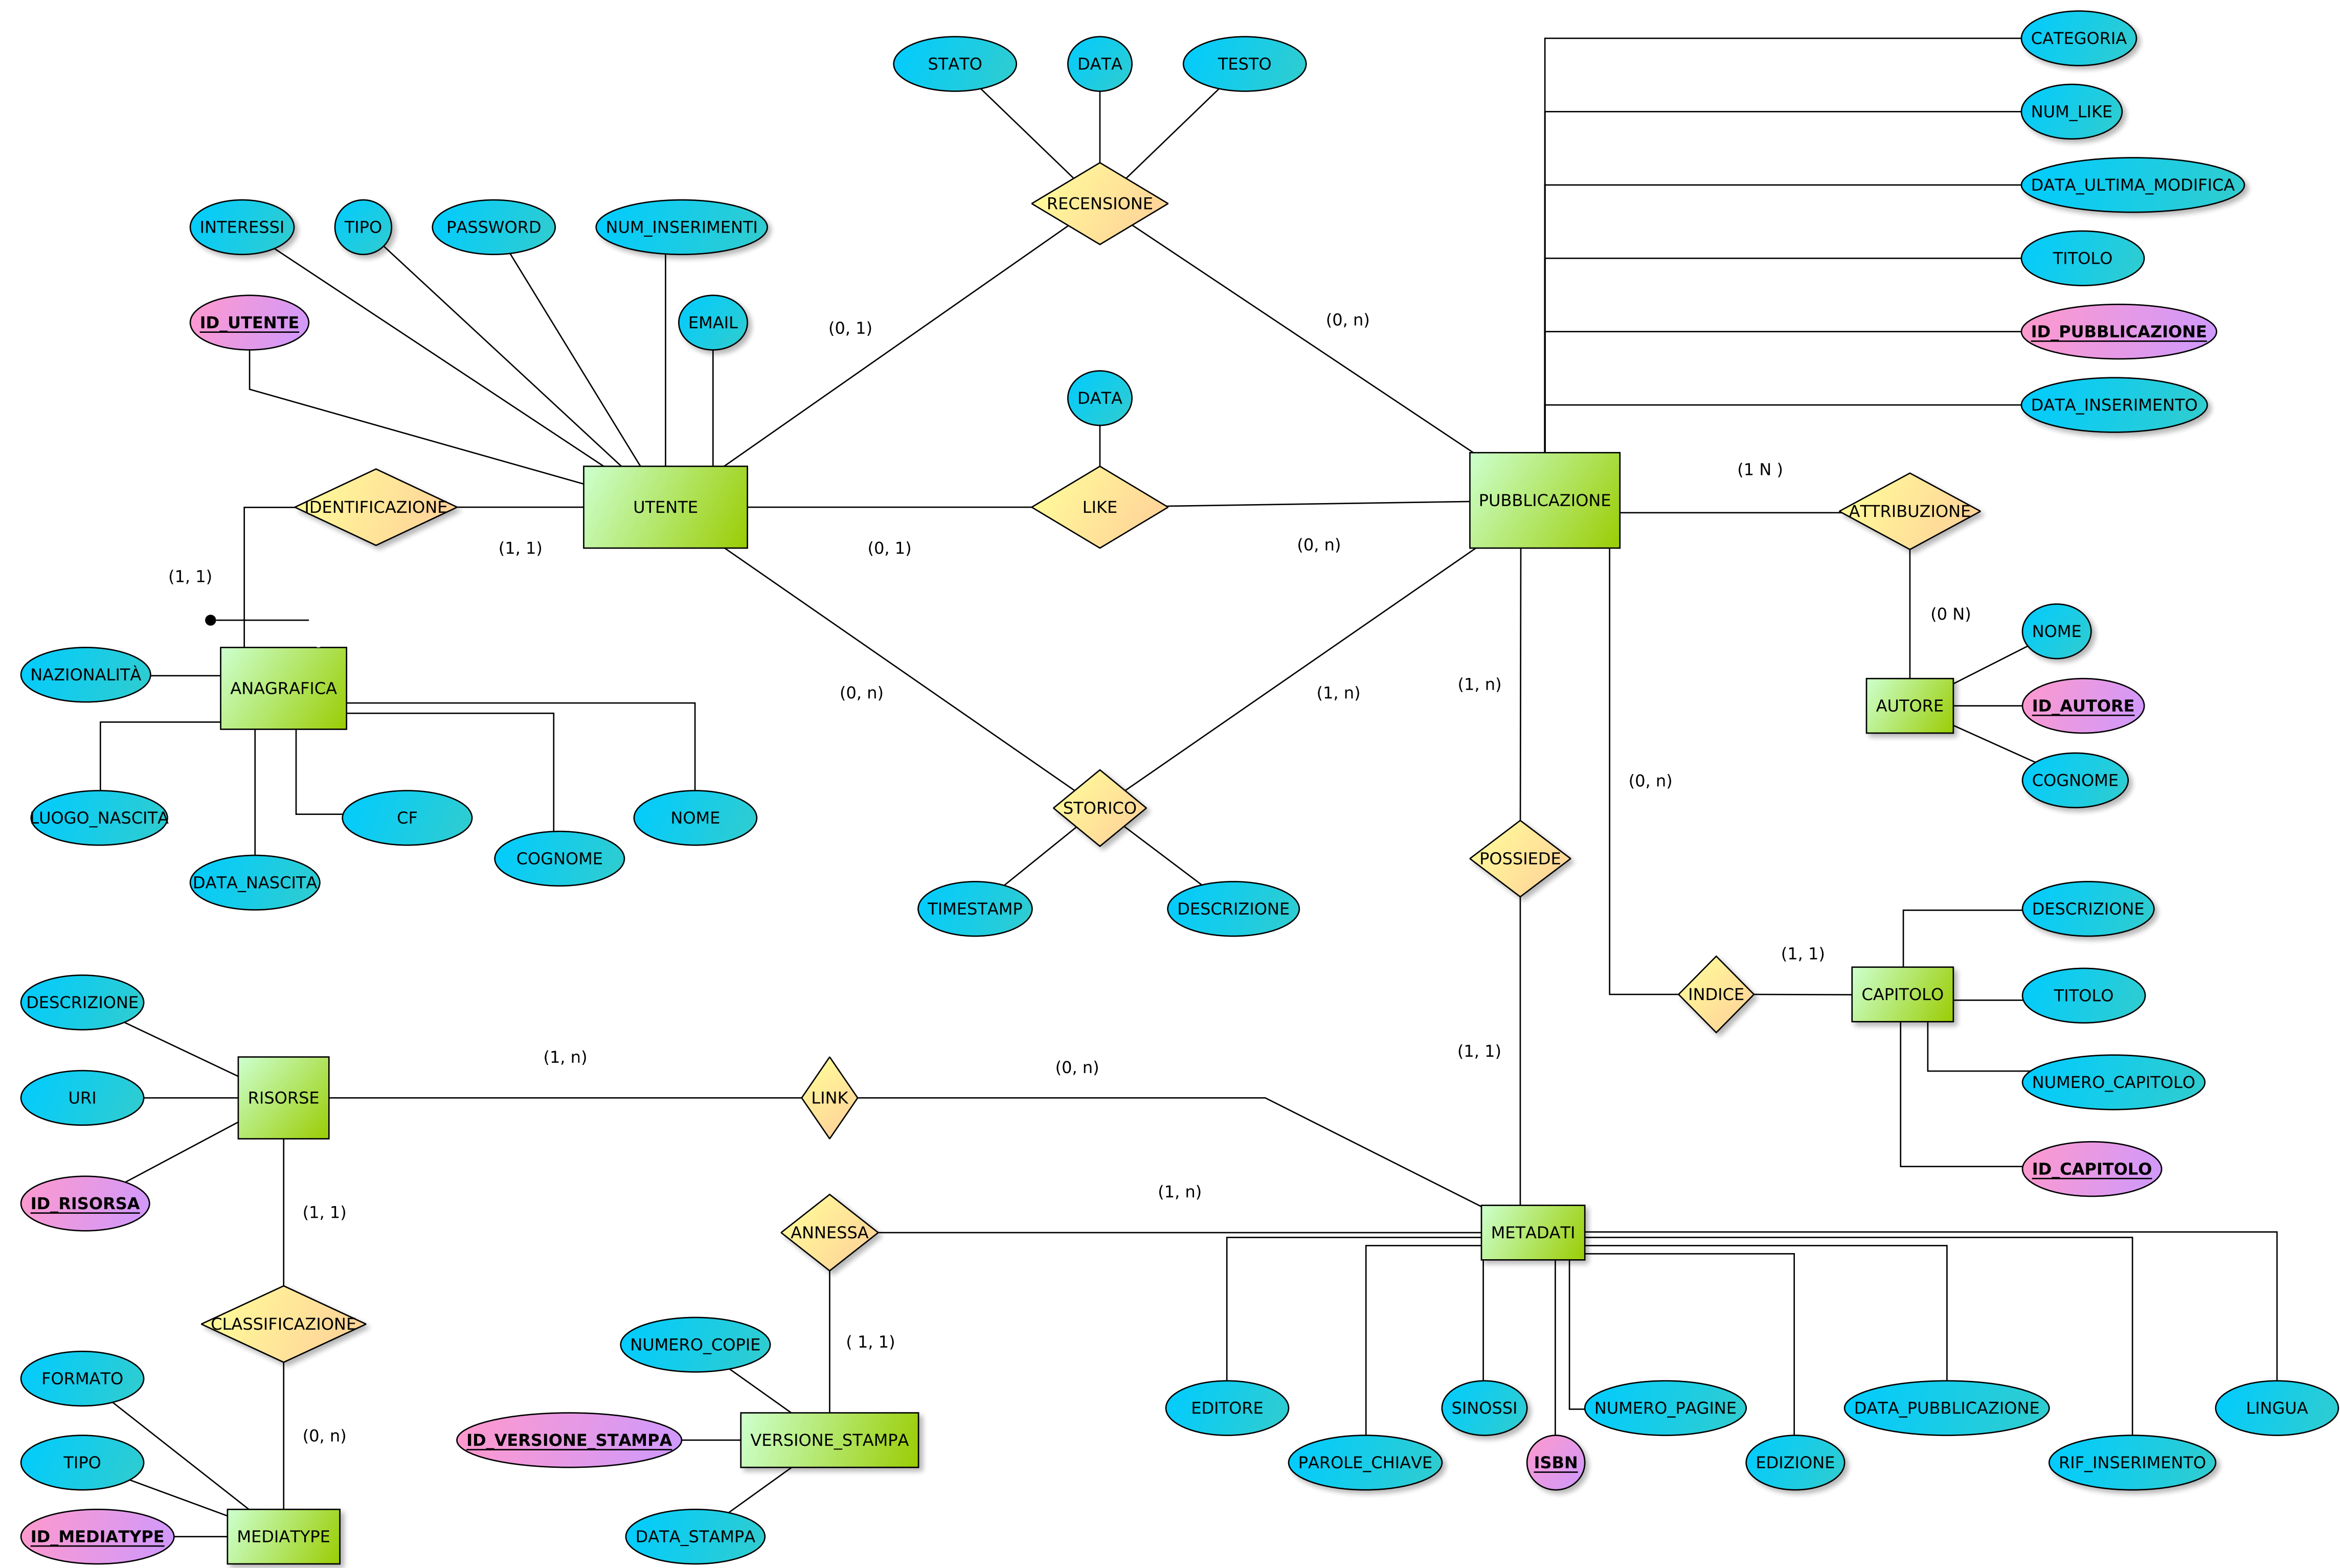 CATEGORIA
STATO
DATA
TESTO
NUM_LIKE
DATA_ULTIMA_MODIFICA
RECENSIONE
INTERESSI
TIPO
PASSWORD
NUM_INSERIMENTI
TITOLO
ID_UTENTE
EMAIL
(0, 1)
(0, n)
ID_PUBBLICAZIONE
DATA
DATA_INSERIMENTO
(1 N )
IDENTIFICAZIONE
UTENTE
LIKE
PUBBLICAZIONE
ATTRIBUZIONE
(1, 1)
(0, 1)
(0, n)
(1, 1)
(0 N)
NOME
NAZIONALITÀ
ANAGRAFICA
(0, n)
(1, n)
(1, n)
AUTORE
ID_AUTORE
(0, n)
COGNOME
LUOGO_NASCITA
CF
NOME
STORICO
COGNOME
POSSIEDE
DATA_NASCITA
TIMESTAMP
DESCRIZIONE
DESCRIZIONE
(1, 1)
DESCRIZIONE
INDICE
CAPITOLO
TITOLO
(1, n)
(0, n)
(1, 1)
URI
RISORSE
LINK
NUMERO_CAPITOLO
ID_CAPITOLO
ID_RISORSA
(1, 1)
(1, n)
ANNESSA
METADATI
CLASSIFICAZIONE
NUMERO_COPIE
( 1, 1)
FORMATO
EDITORE
SINOSSI
NUMERO_PAGINE
DATA_PUBBLICAZIONE
LINGUA
(0, n)
ID_VERSIONE_STAMPA
VERSIONE_STAMPA
TIPO
PAROLE_CHIAVE
ISBN
EDIZIONE
RIF_INSERIMENTO
ID_MEDIATYPE
MEDIATYPE
DATA_STAMPA